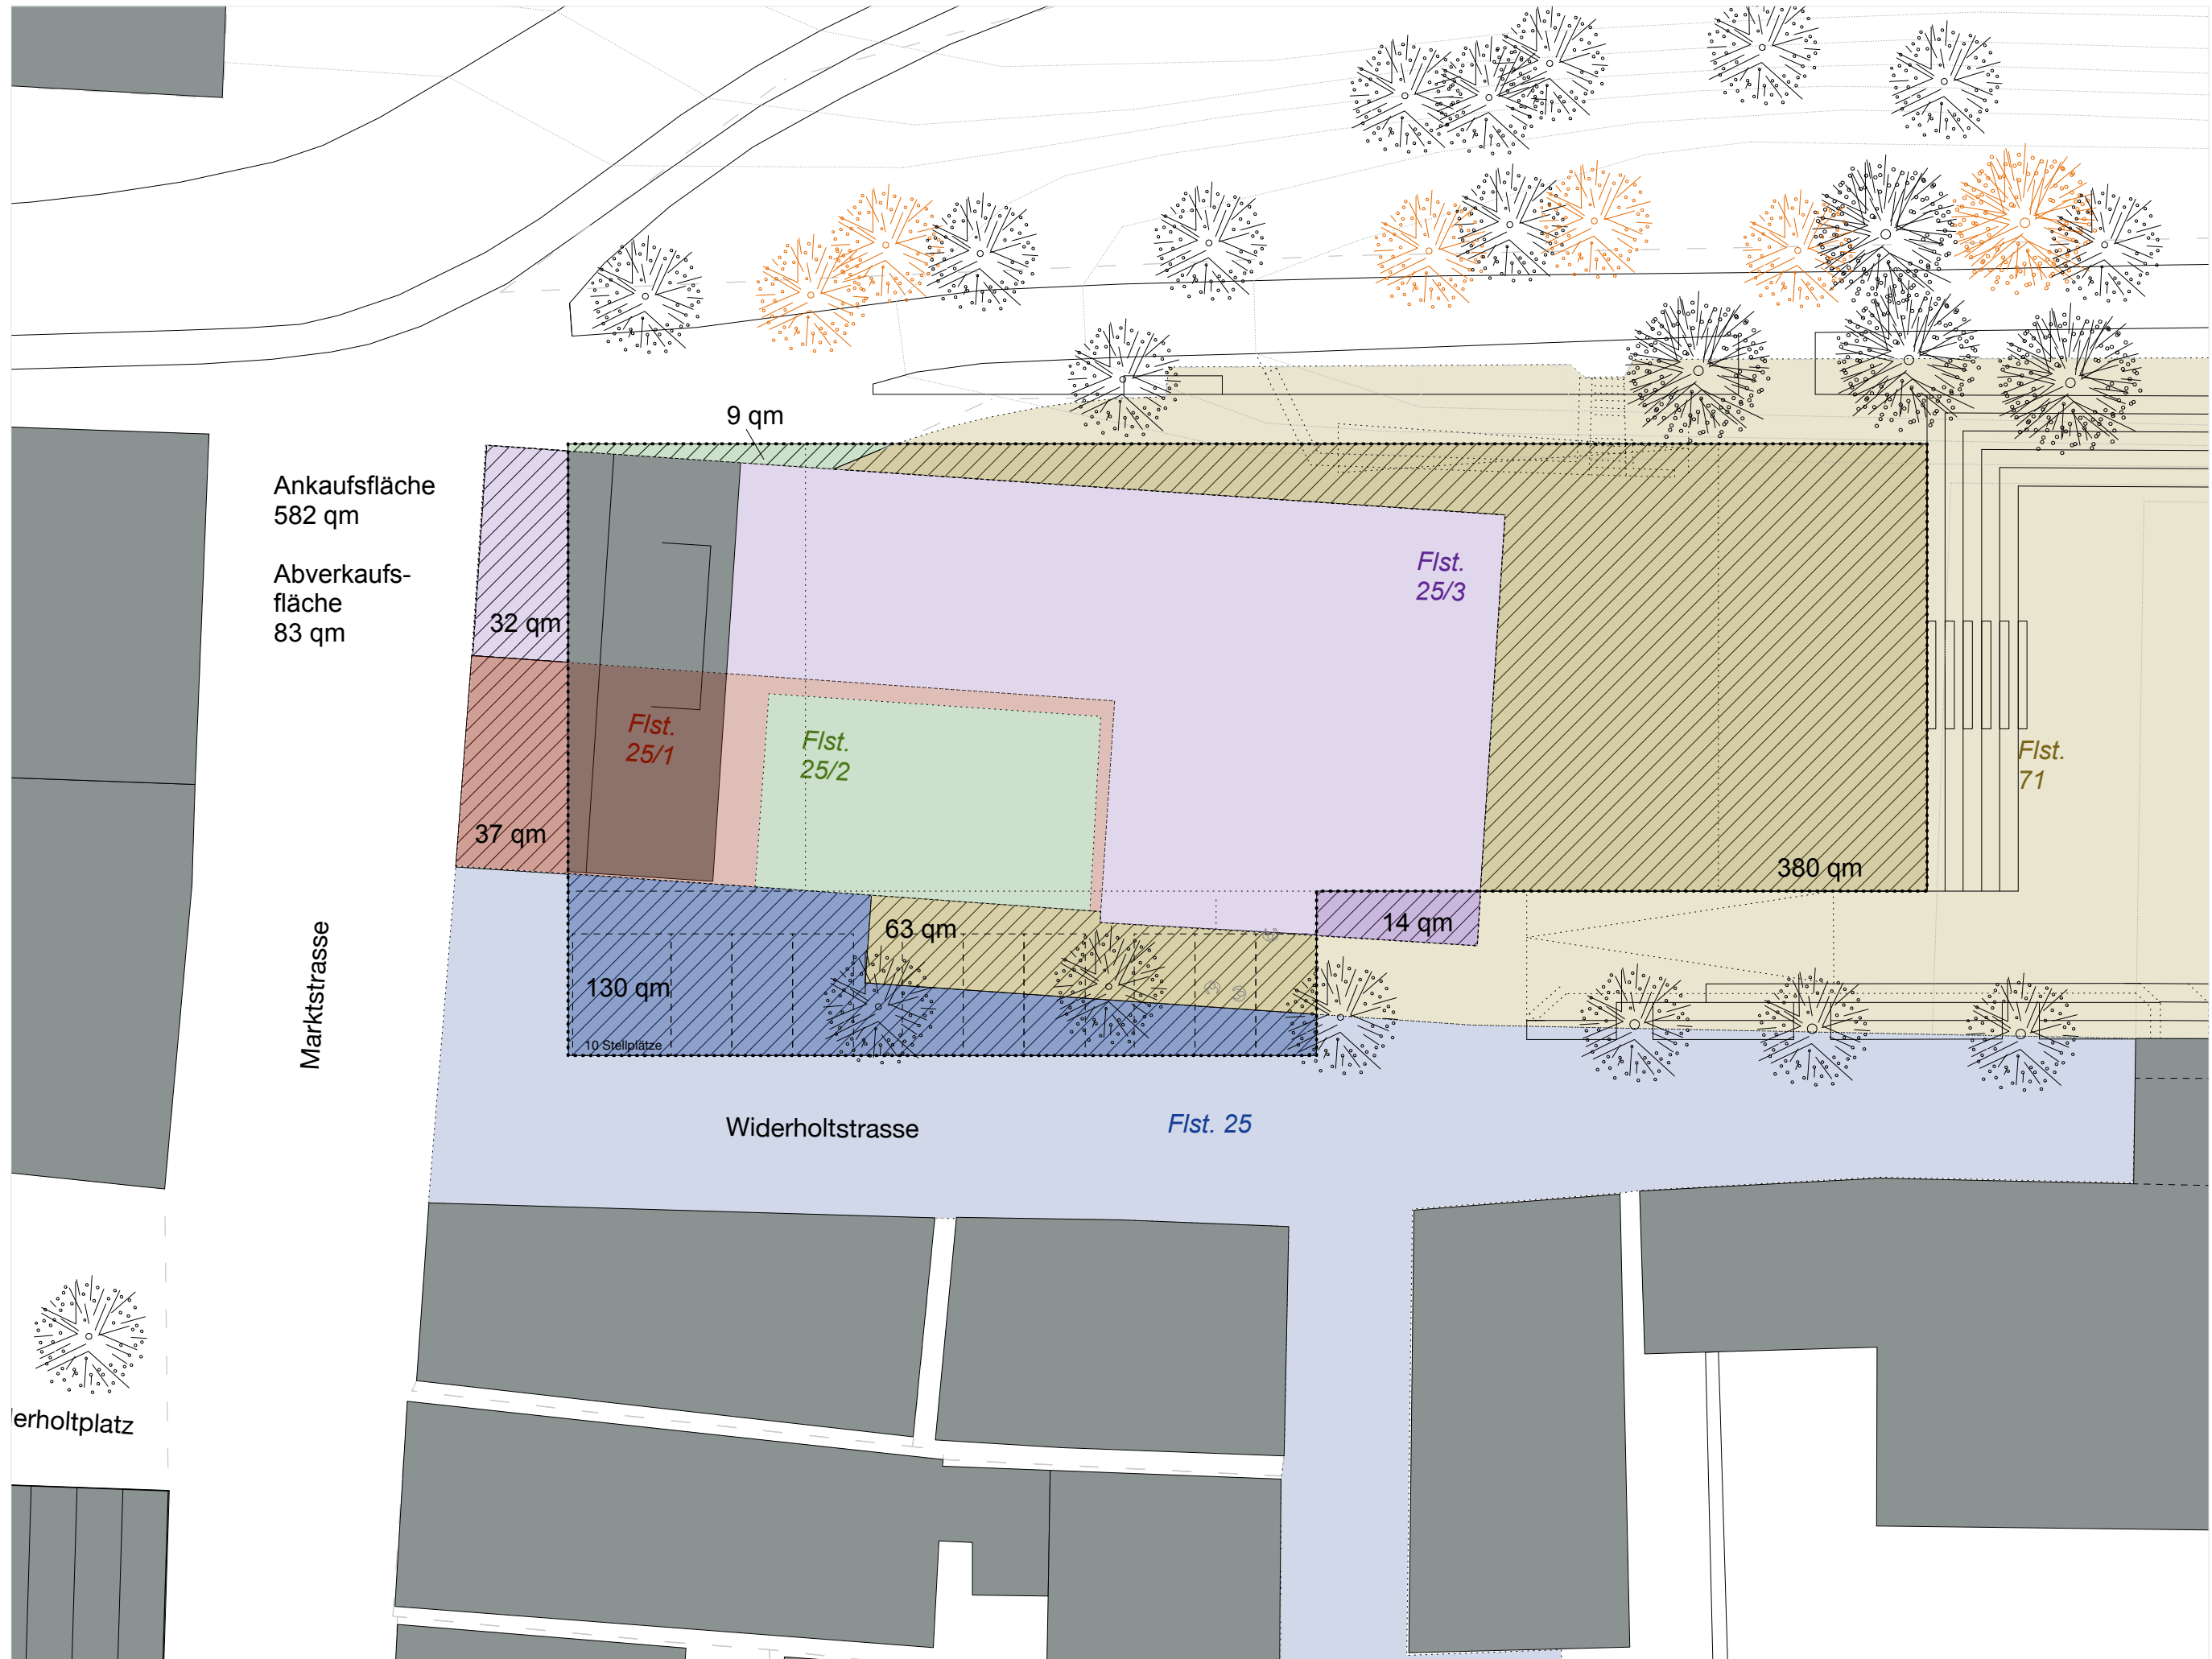 9 qm
Ankaufsfläche
582 qm
Abverkaufs-
fläche
83 qm
32 qm
Flst.
25/3
Flst.
25/1
Flst.
25/2
Flst.
71
37 qm
380 qm
63 qm
14 qm
130 qm
10 Stellplätze
Marktstrasse
Widerholtstrasse
Flst. 25
erholtplatz